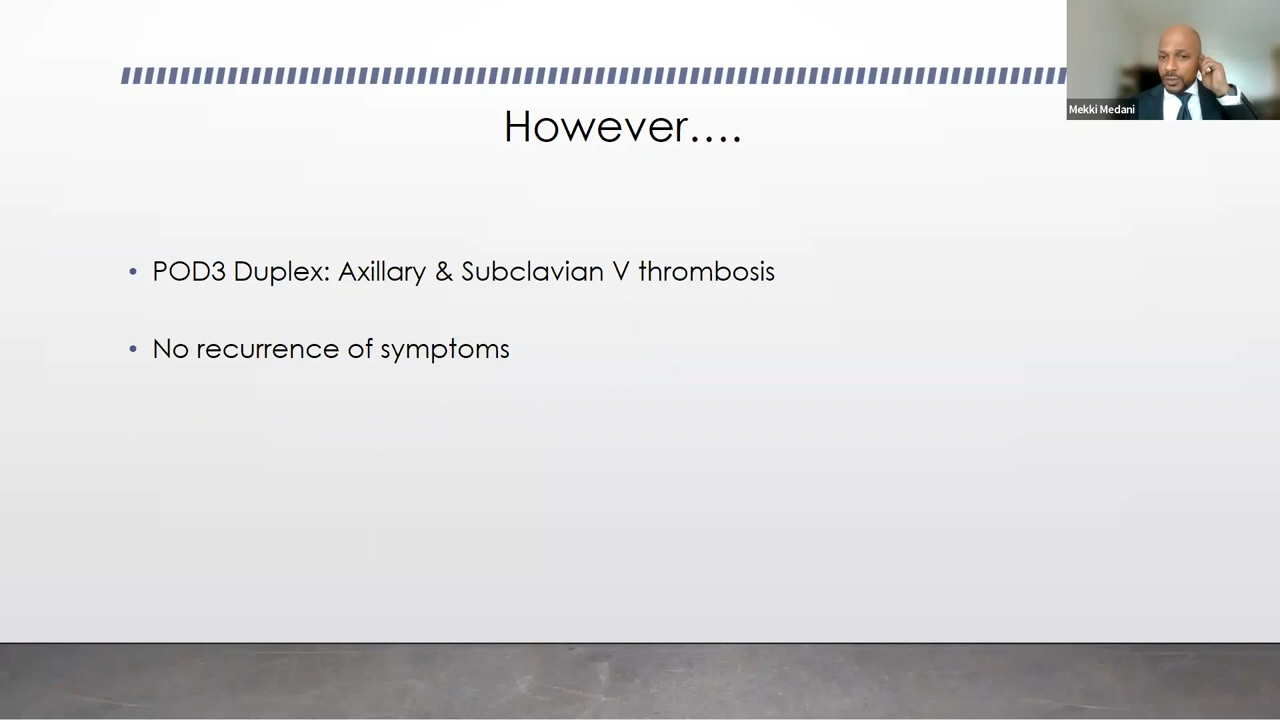 Mekki Medani
However....
• POD3 Duplex: Axillary & Subclavian V thrombosis
• No recurrence of symptoms